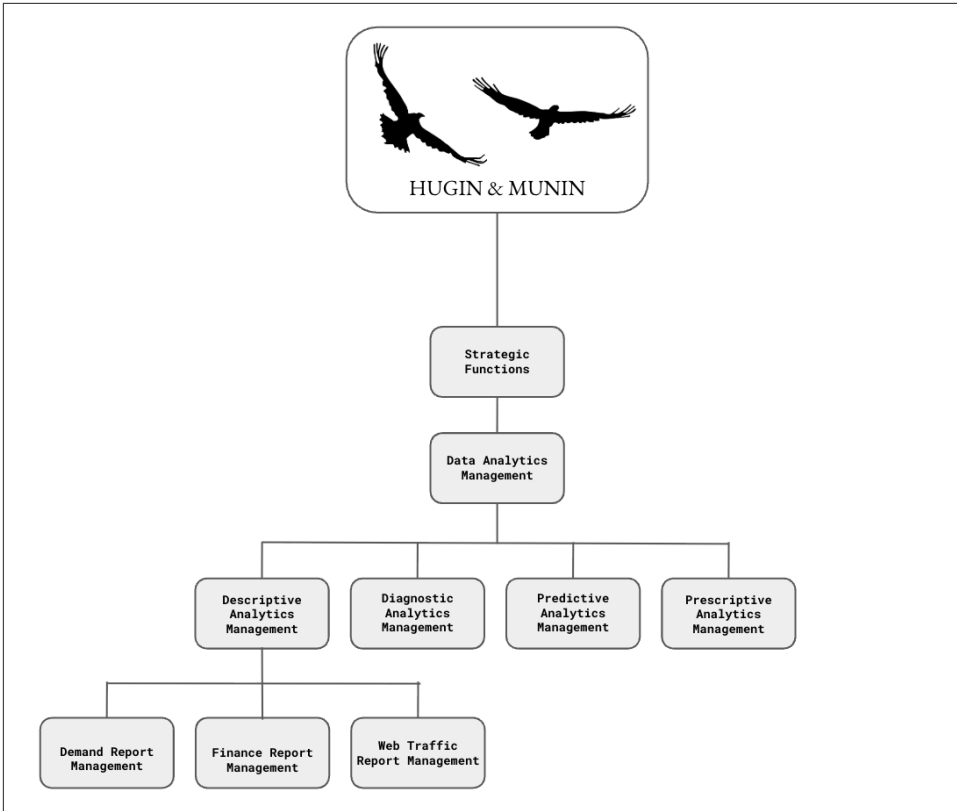 HUGIN & MUNIN
Strategic
Functions
Data Analytics
Management
Descriptive
Analytics
Management
Diagnostic
Analytics
Management
Predictive
Analytics
Management
Prescriptive
Analytics
Management
Demand Report
Management
Finance Report
Management
Web Traffic
Report Management